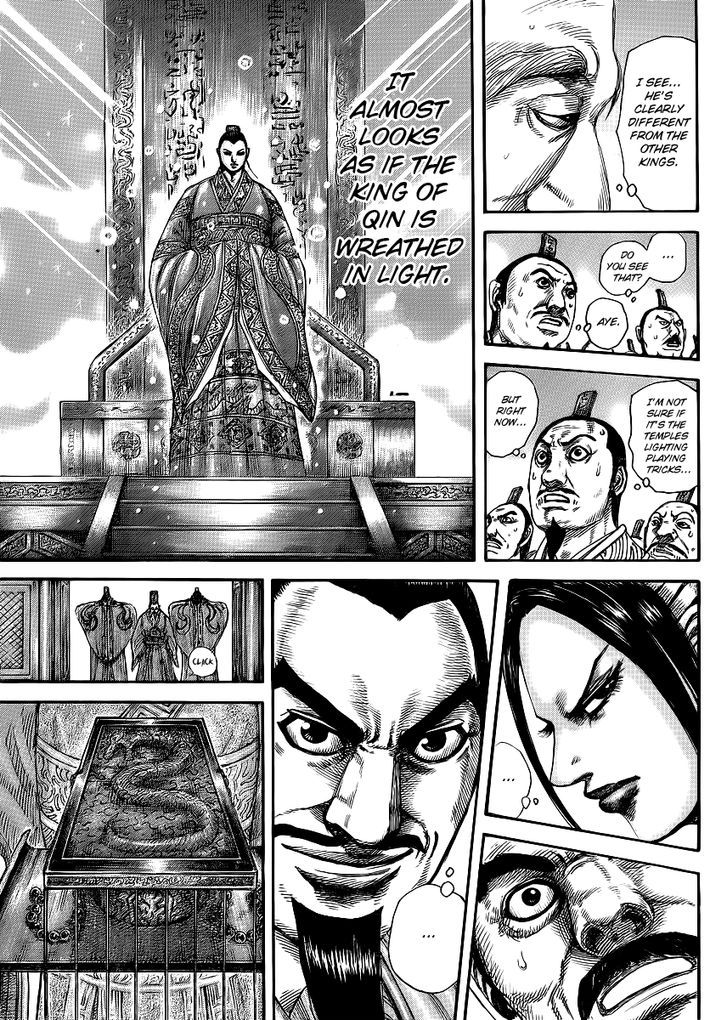 I SEE...
HE'S
CLEARLY
DIFFERENT
FROM THE
OTHER
KINGS.
...
DO
YOU SEE
THAT?
AYE.
I'M NOT
SURE IF
IT'S THE
TEMPLES
LIGHTING
PLAYING
TRICKS...
BUT
RIGHT
NOW...
IT
ALMOST
LOOKS
AS IF THE
KING OF
QIN IS
WREATHED
IN LIGHT.
...
...
CLACK